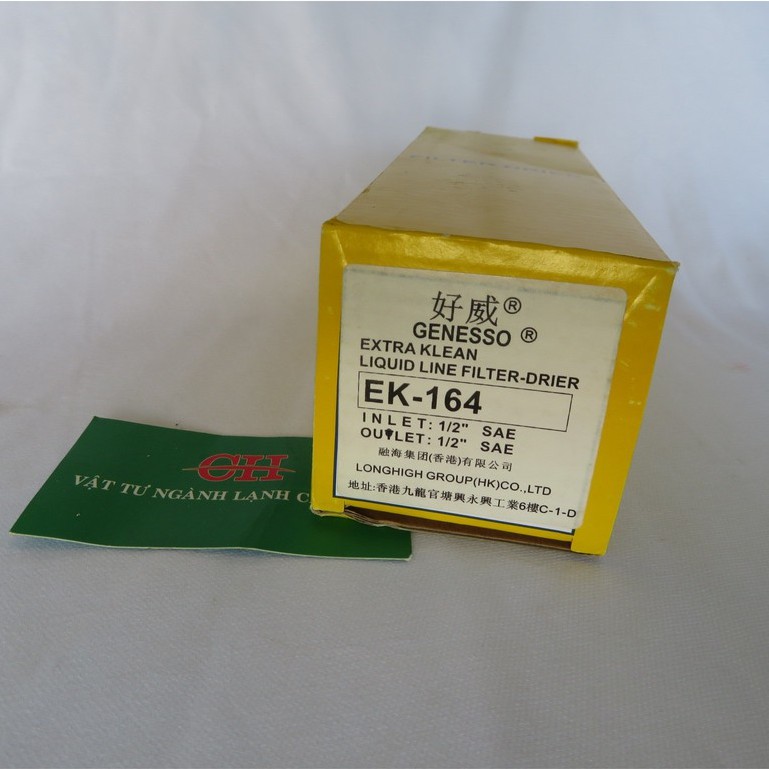 好威®
GENESSO ®
EXTRA KLEAN
LIQUID LINE FILTER-DRIER
EK-164
INLET: 1/2" SAE
OUTLET: 1/2" SAE
融海集团(香港)有限公司
LONGHIGH GROUP(HK)CO.,LTD
地址:香港九龍官塘興永興工業6樓C-1-D
CH
VẬT TƯ NGÀNH LẠNH